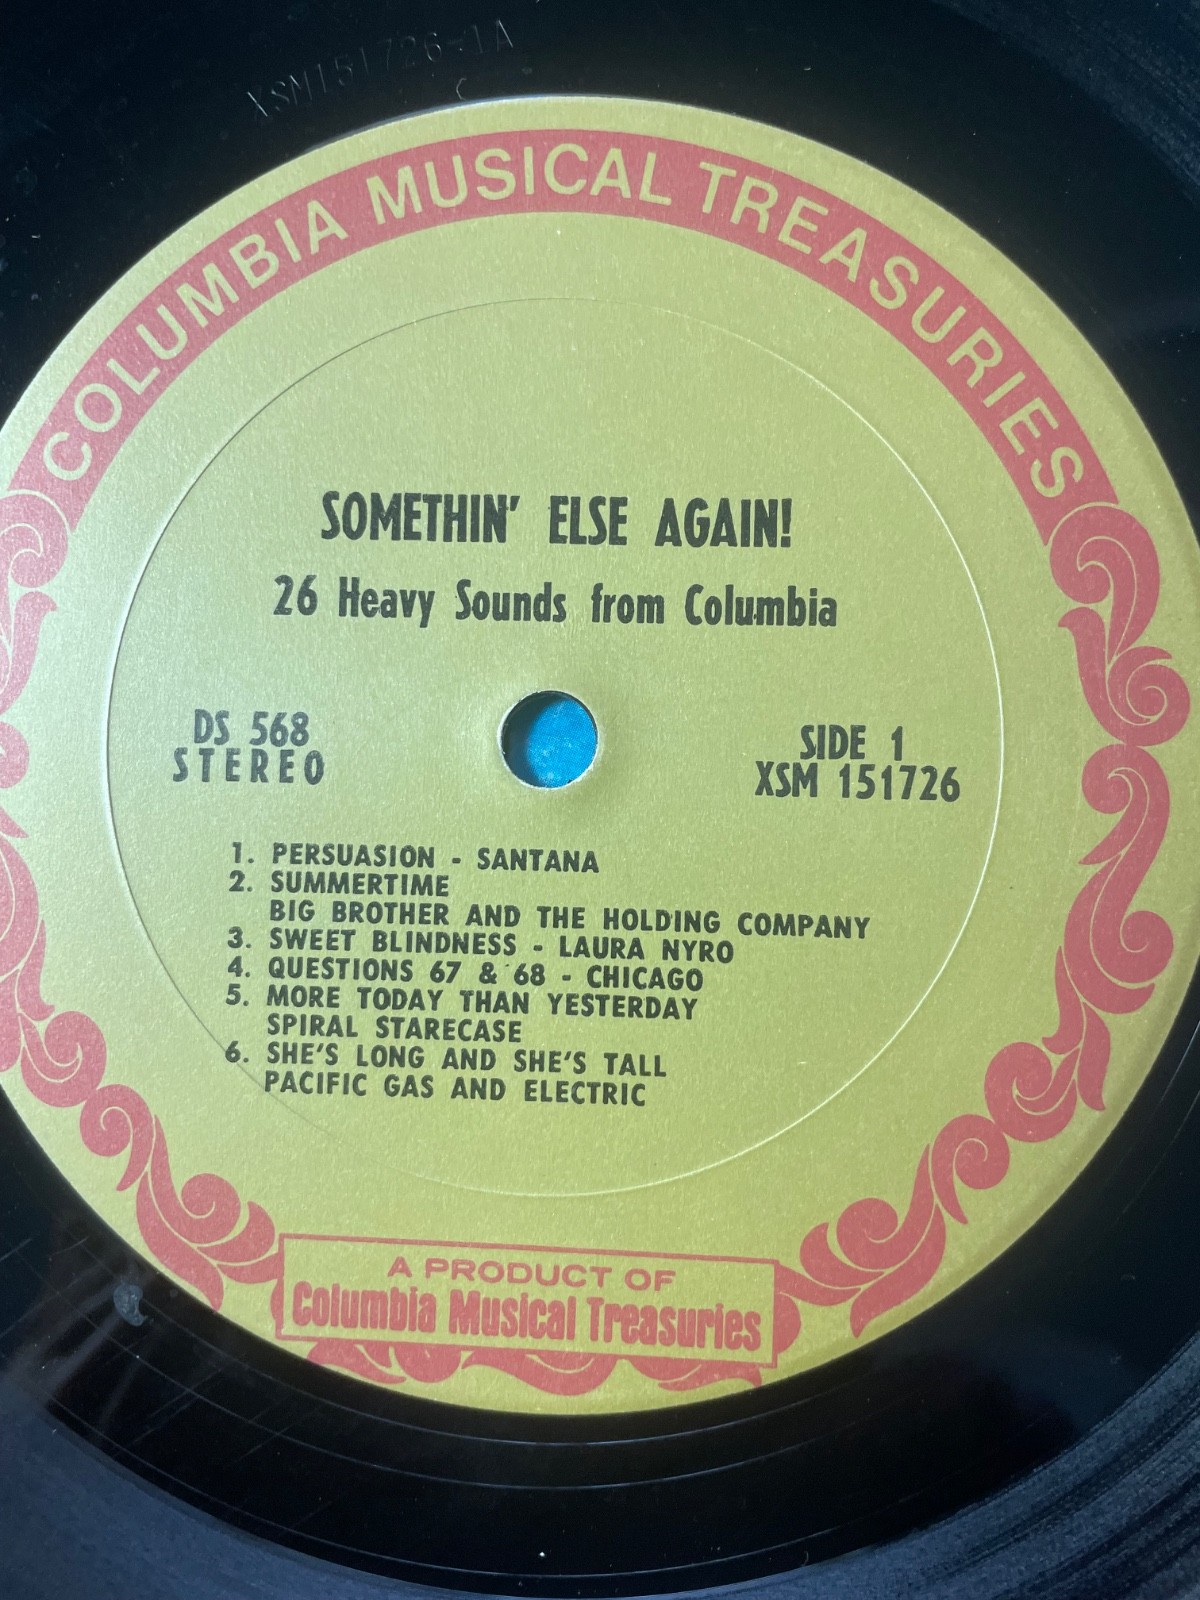 XSM151726-1A
COLUMBIA MUSICAL TREASURIES
SOMETHIN' ELSE AGAIN!
26 Heavy Sounds from Columbia
DS 568
STEREO
SIDE 1
XSM 151726
1. PERSUASION - SANTANA
2. SUMMERTIME
BIG BROTHER AND THE HOLDING COMPANY
3. SWEET BLINDNESS - LAURA NYRO
4. QUESTIONS 67 & 68 - CHICAGO
5. MORE TODAY THAN YESTERDAY
SPIRAL STARECASE
6. SHE'S LONG AND SHE'S TALL
PACIFIC GAS AND ELECTRIC
A PRODUCT OF
Columbia Musical Treasuries